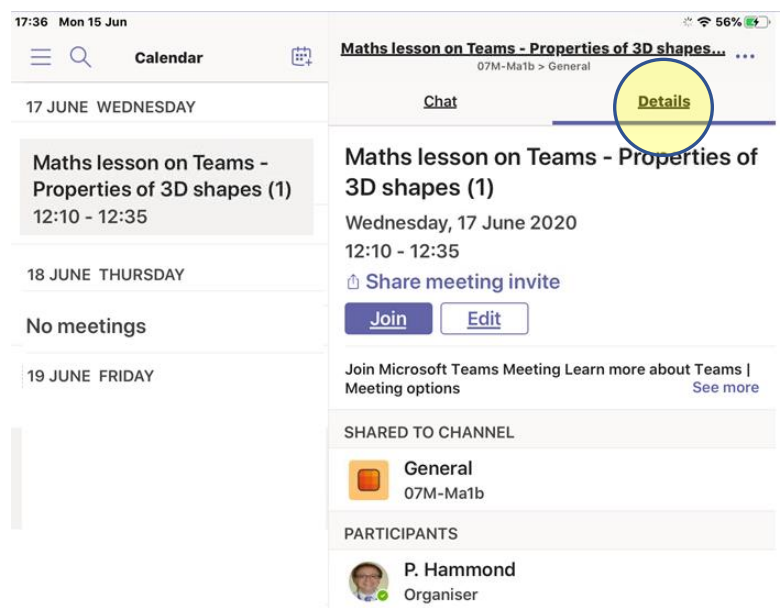 17:36 Mon 15 Jun
56%
Calendar
17 JUNE WEDNESDAY
Maths lesson on Teams -
Properties of 3D shapes (1)
12:10 - 12:35
18 JUNE THURSDAY
No meetings
19 JUNE FRIDAY
Maths lesson on Teams - Properties of 3D shapes...
07M-Ma1b > General
Chat
Details
Maths lesson on Teams - Properties of
3D shapes (1)
Wednesday, 17 June 2020
12:10 - 12:35
Share meeting invite
Join
Edit
Join Microsoft Teams Meeting Learn more about Teams |
Meeting options
See more
SHARED TO CHANNEL
General
07M-Ma1b
PARTICIPANTS
P. Hammond
Organiser